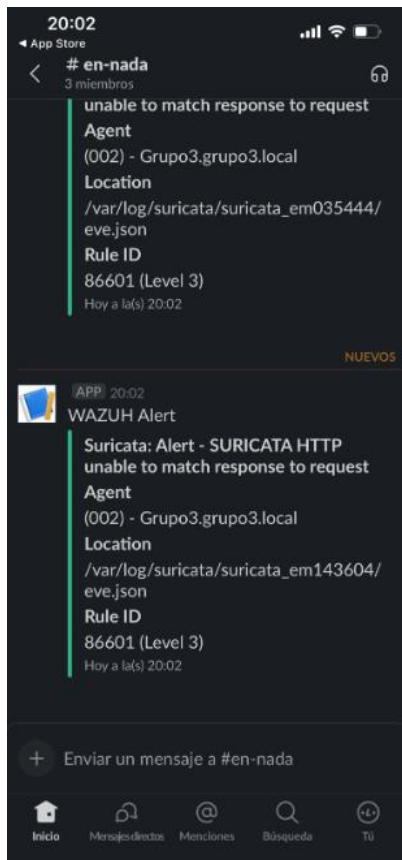 20:02
◀ App Store
# en-nada
3 miembros
unable to match response to request
Agent
(002) - Grupo3.grupo3.local
Location
/var/log/suricata/suricata_em035444/
eve.json
Rule ID
86601 (Level 3)
Hoy a la(s) 20:02
NUEVOS
APP 20:02
WAZUH Alert
Suricata: Alert - SURICATA HTTP
unable to match response to request
Agent
(002) - Grupo3.grupo3.local
Location
/var/log/suricata/suricata_em143604/
eve.json
Rule ID
86601 (Level 3)
Hoy a la(s) 20:02
Enviar un mensaje a #en-nada
Inicio Mensajes directos Menciones Búsqueda Tú